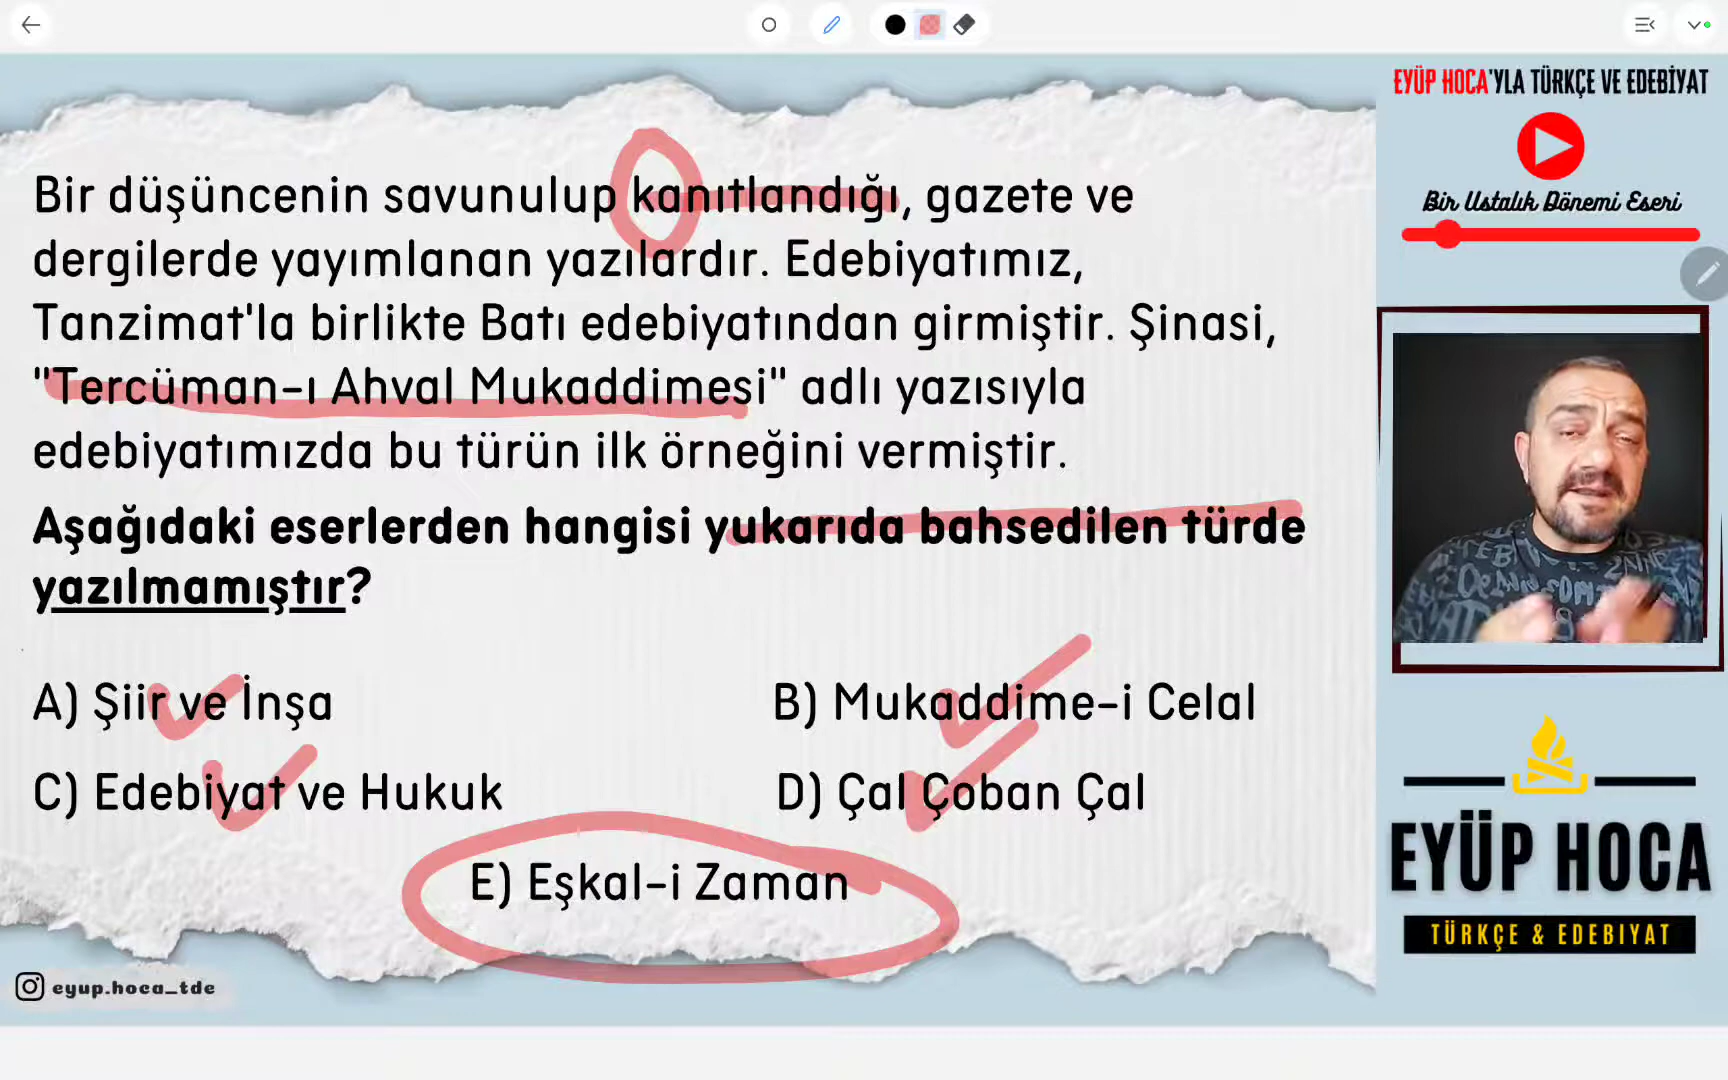 EYÜP HOCA'YLA TÜRKÇE VE EDEBİYAT
Bir Ustalık Dönemi Eseri
Bir düşüncenin savunulup kanıtlandığı, gazete ve
dergilerde yayımlanan yazılardır. Edebiyatımız,
Tanzimat'la birlikte Batı edebiyatından girmiştir. Şinasi,
"Tercüman-ı Ahval Mukaddimesi" adlı yazısıyla
edebiyatımızda bu türün ilk örneğini vermiştir.
Aşağıdaki eserlerden hangisi yukarıda bahsedilen türde
yazılmamıştır?
A) Şiir ve İnşa
B) Mukaddime-i Celal
C) Edebiyat ve Hukuk
D) Çal Çoban Çal
E) Eşkal-i Zaman
EYÜP HOCA
TÜRKÇE & EDEBIYAT
eyup.hoca_tde